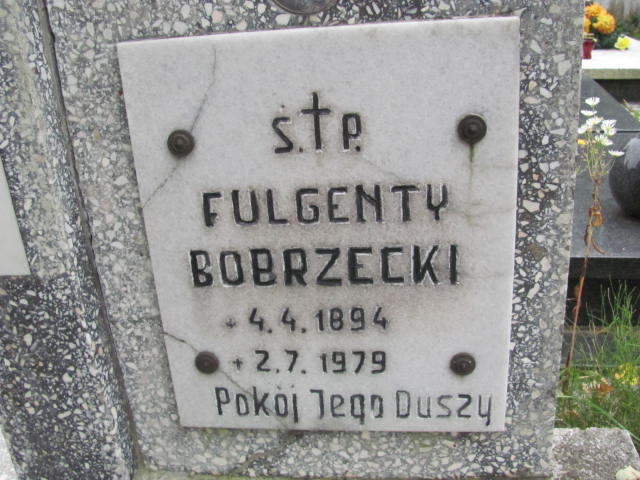 Ś.†P.
FULGENTY
BOBRZECKI
* 4.4.1894
+ 2.7.1979
Pokój Jego Duszy